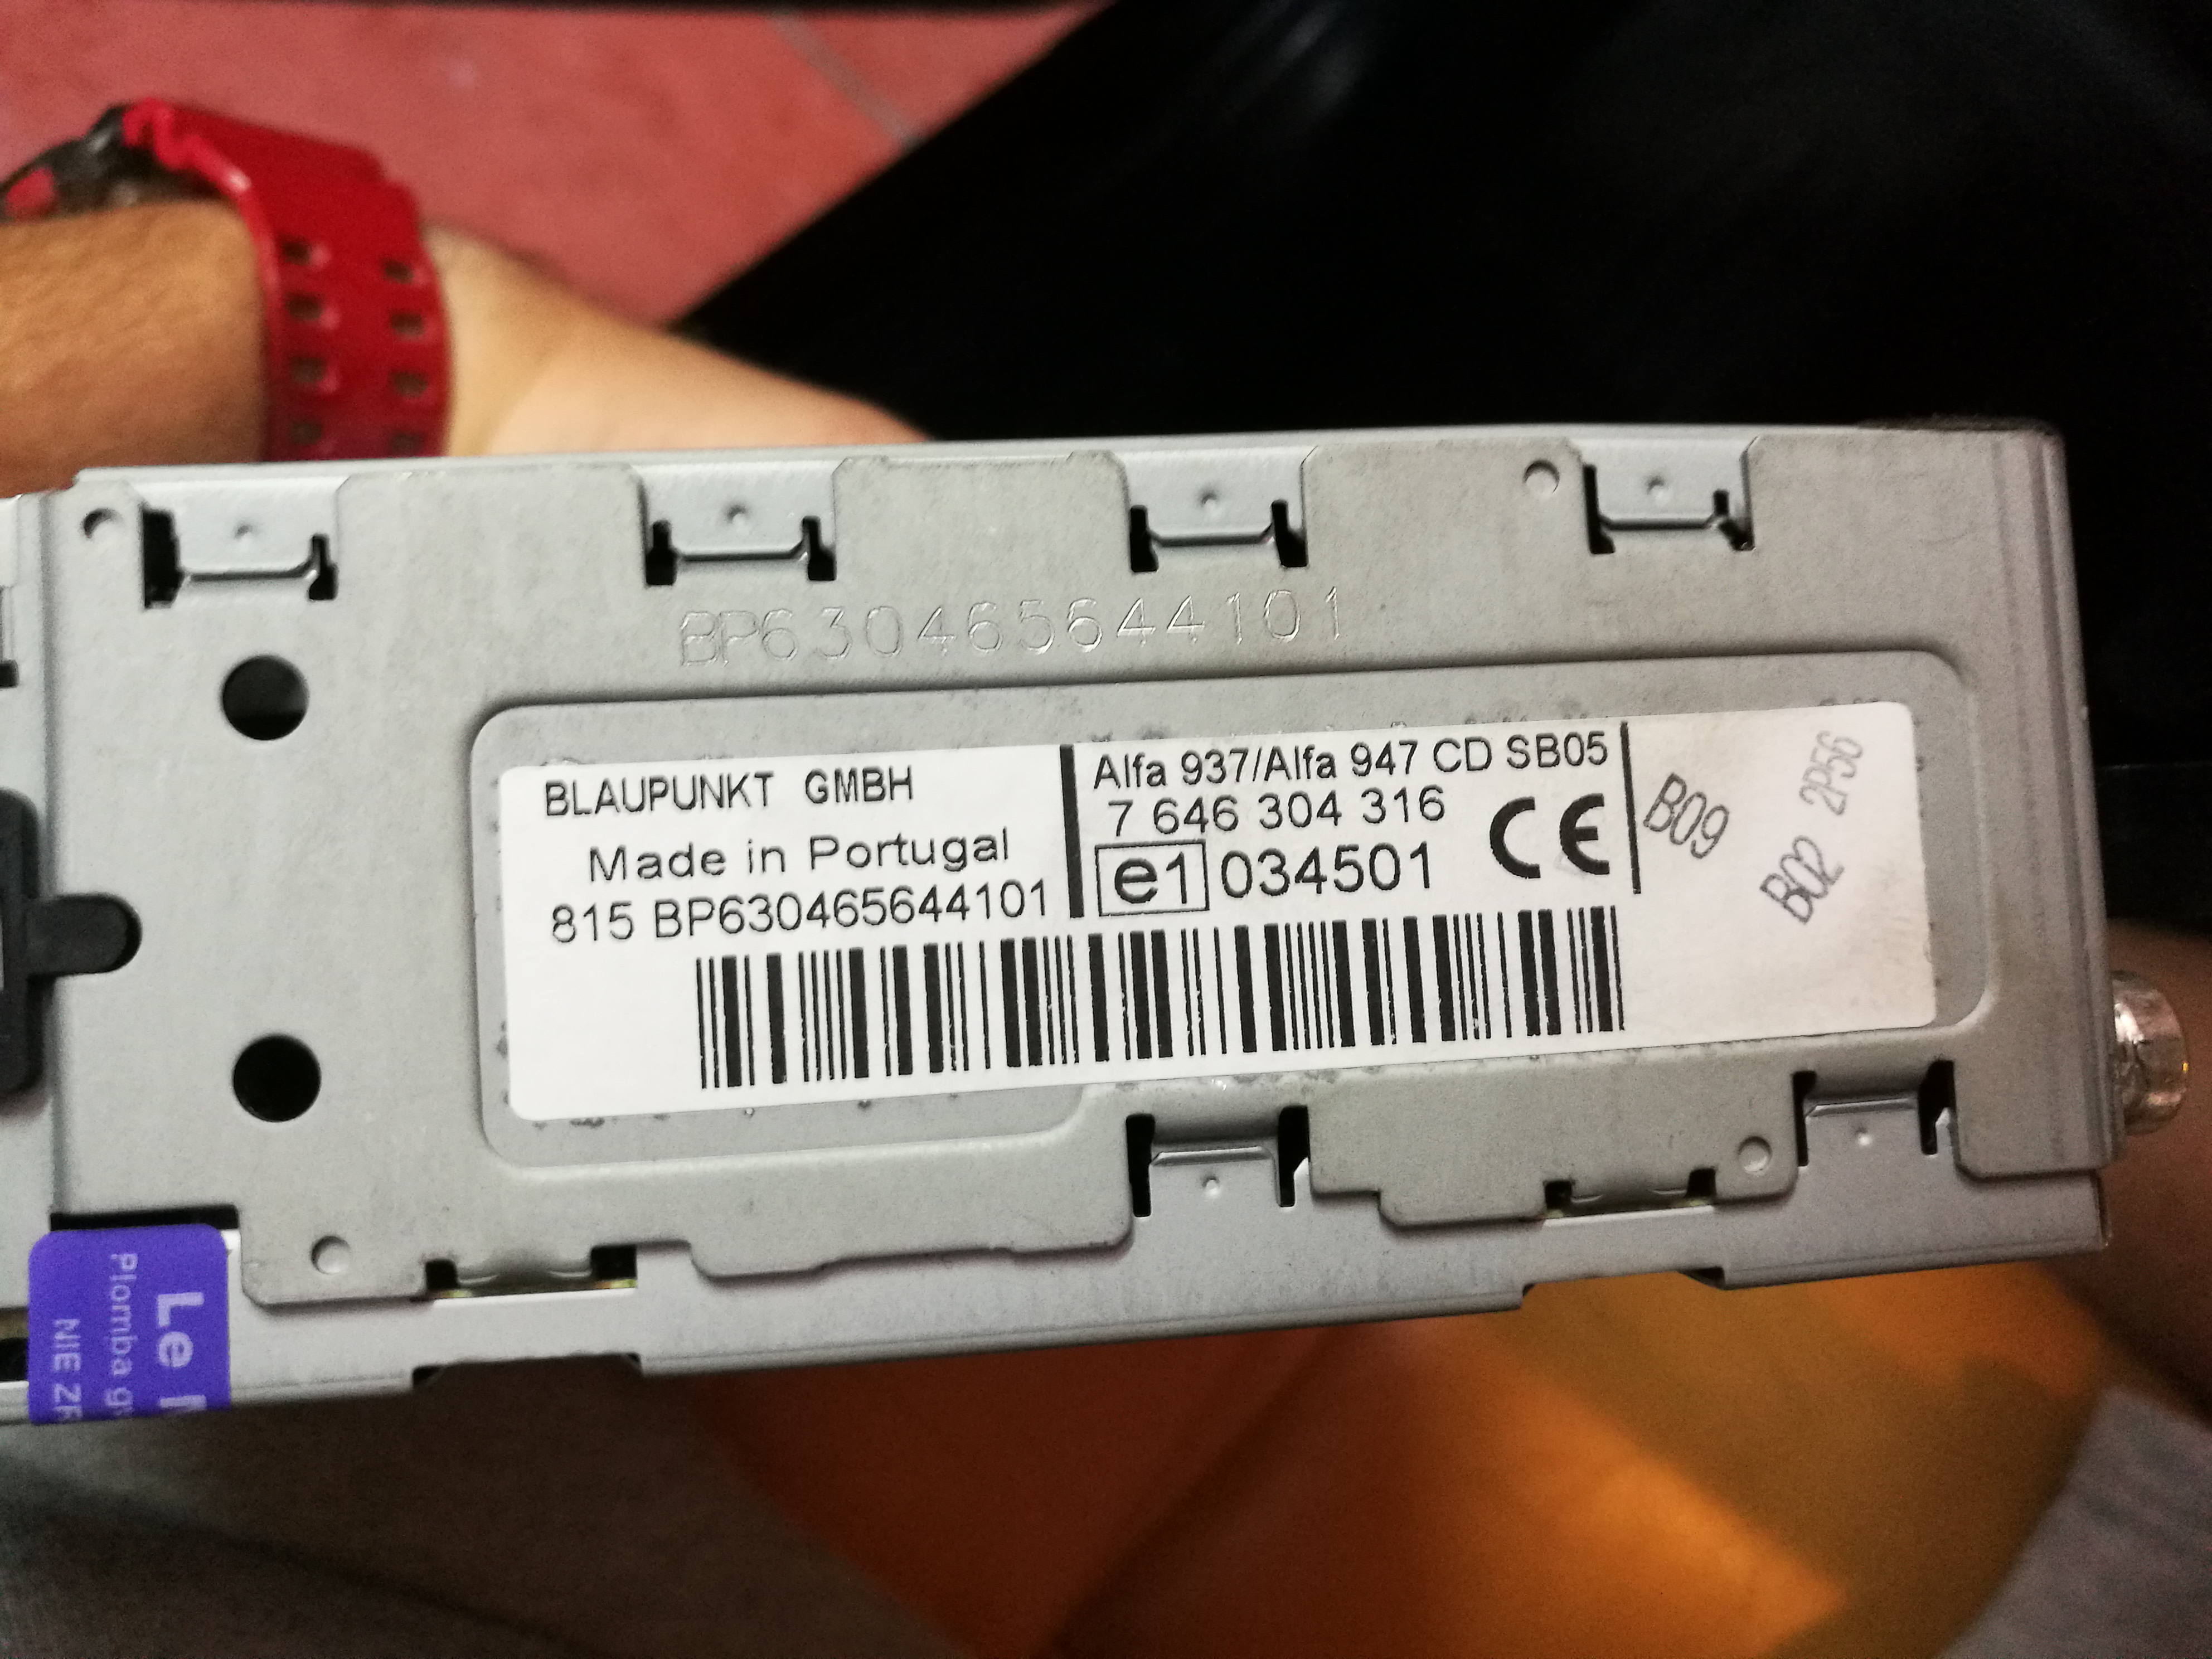 BP630465644101
BLAUPUNKT GMBH
Made in Portugal
815 BP630465644101
Alfa 937/Alfa 947 CD SB05
7 646 304 316
e1 034501 CE
B09
B02 2P56
Le
Plomba
NIE